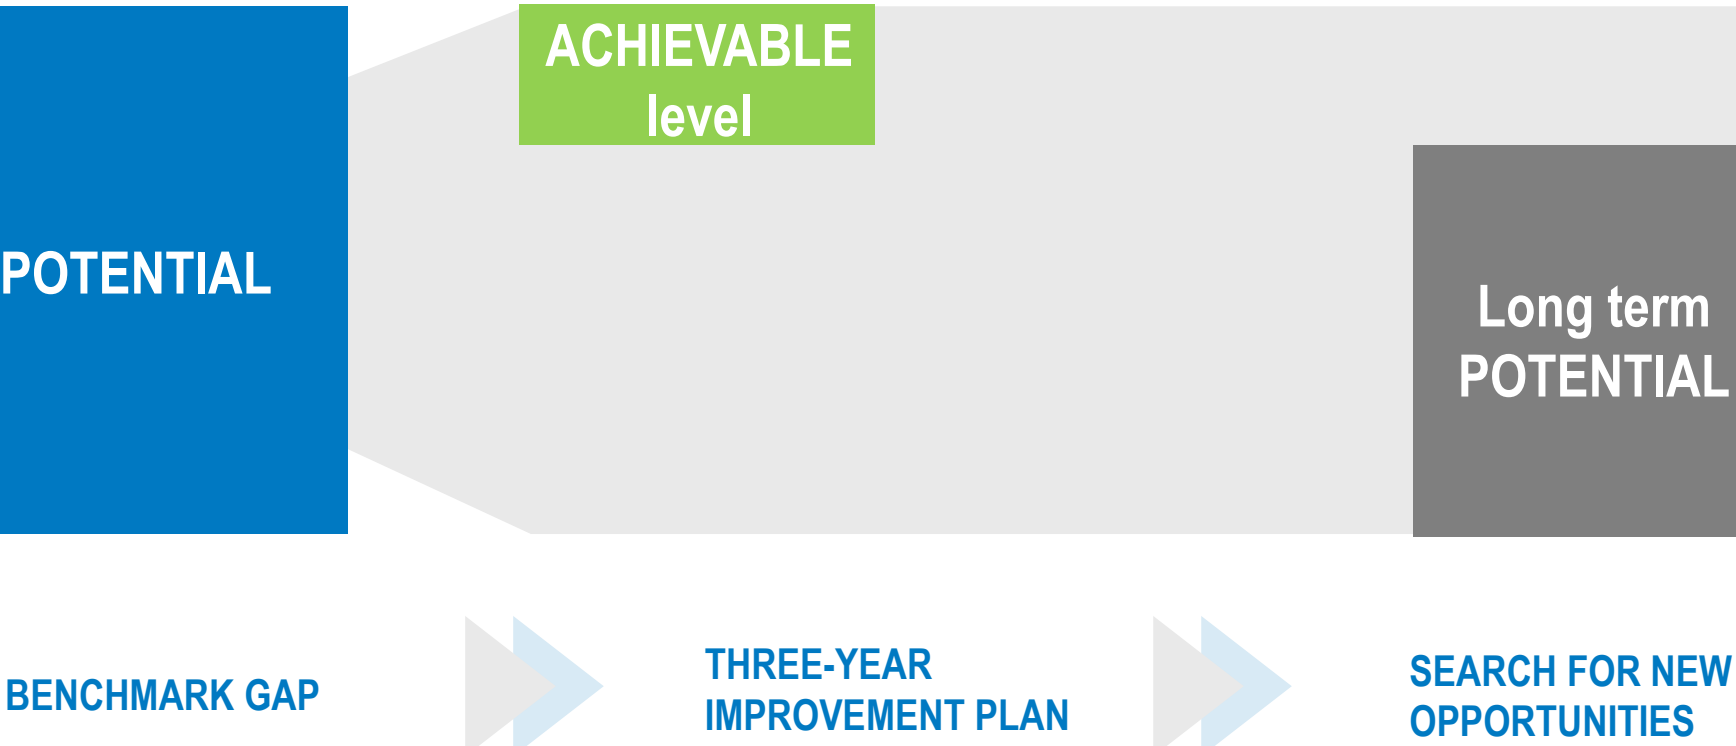 ACHIEVABLE
level
POTENTIAL
Long term
POTENTIAL
BENCHMARK GAP
THREE-YEAR
IMPROVEMENT PLAN
SEARCH FOR NEW
OPPORTUNITIES